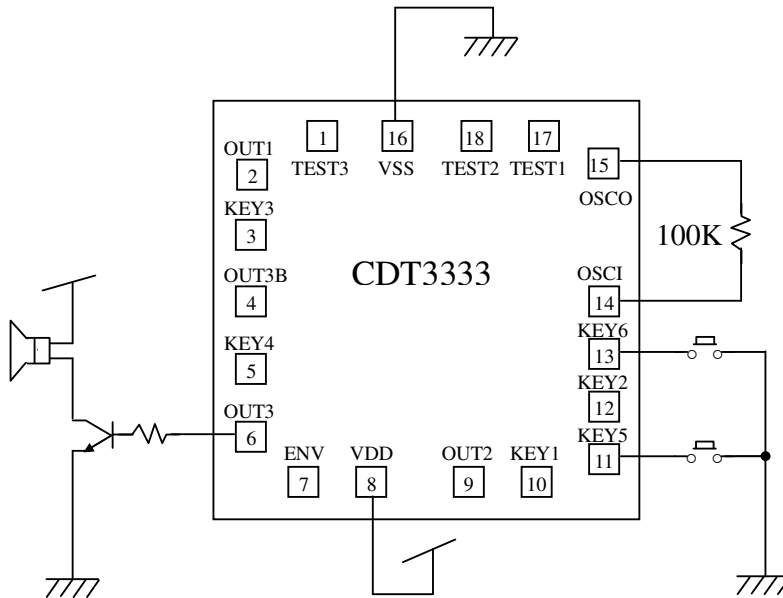 1
16
18
17
TEST3
VSS
TEST2
TEST1
15
OSCO
OUT1
2
KEY3
3
100K
CDT3333
OUT3B
4
OSCI
14
KEY4
5
KEY6
13
KEY2
12
OUT3
6
KEY5
11
ENV
VDD
OUT2
KEY1
7
8
9
10